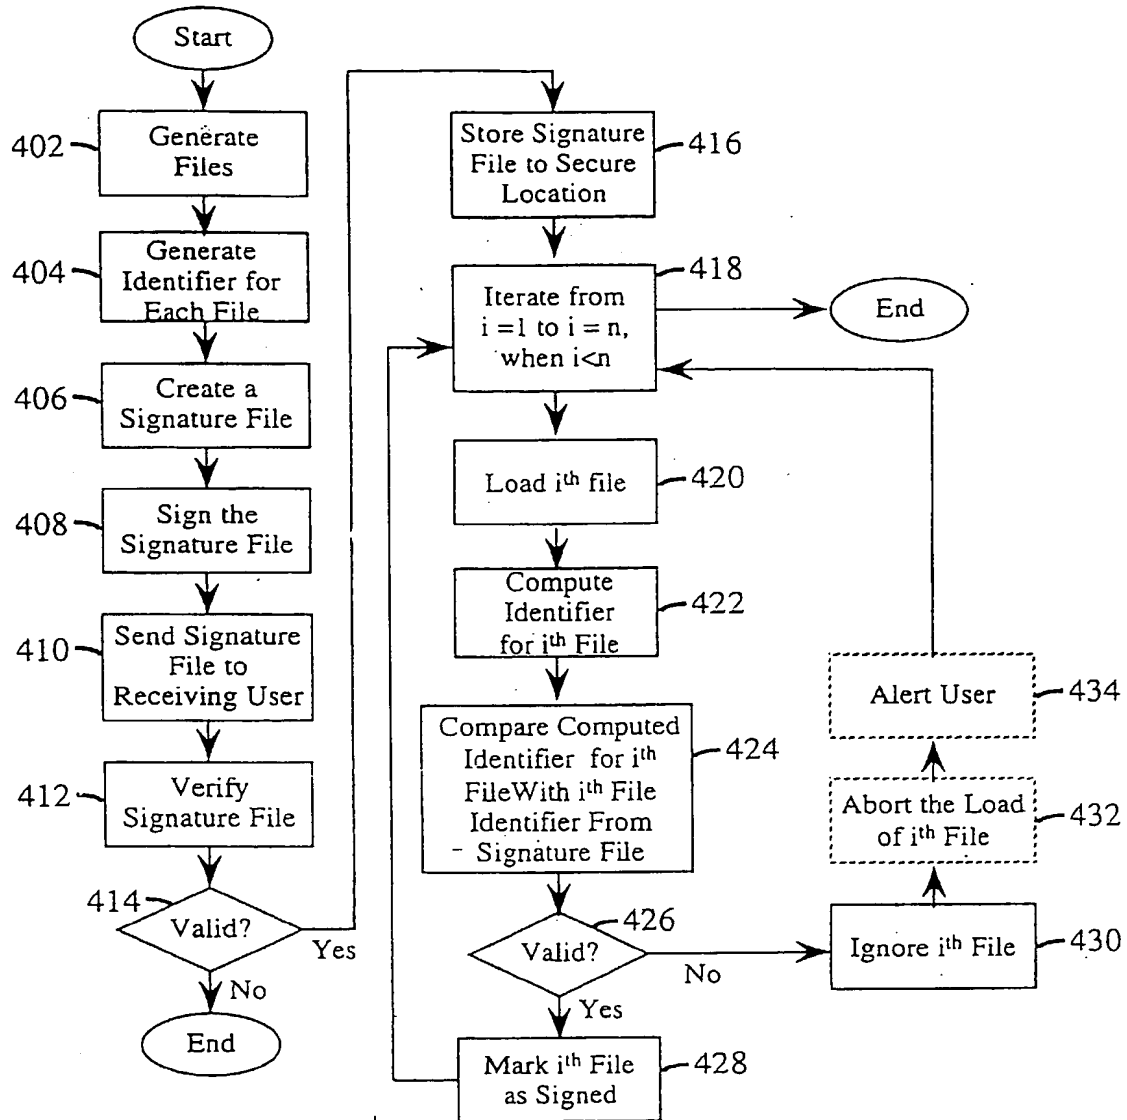 Start
402
Generate
Files
404
Generate
Identifier for
Each File
406
Create a
Signature File
408
Sign the
Signature File
410
Send Signature
File to
Receiving User
412
Verify
Signature File
414
Valid?
Yes
No
End
Store Signature
File to Secure
Location
416
Iterate from
i =1 to i = n,
when i<n
418
End
Load ith file
420
Compute
Identifier
for ith File
422
Compare Computed
Identifier for ith
FileWith ith File
Identifier From
Signature File
424
Valid?
426
No
Yes
Mark ith File
as Signed
428
Ignore ith File
430
Abort the Load
of ith File
432
Alert User
434